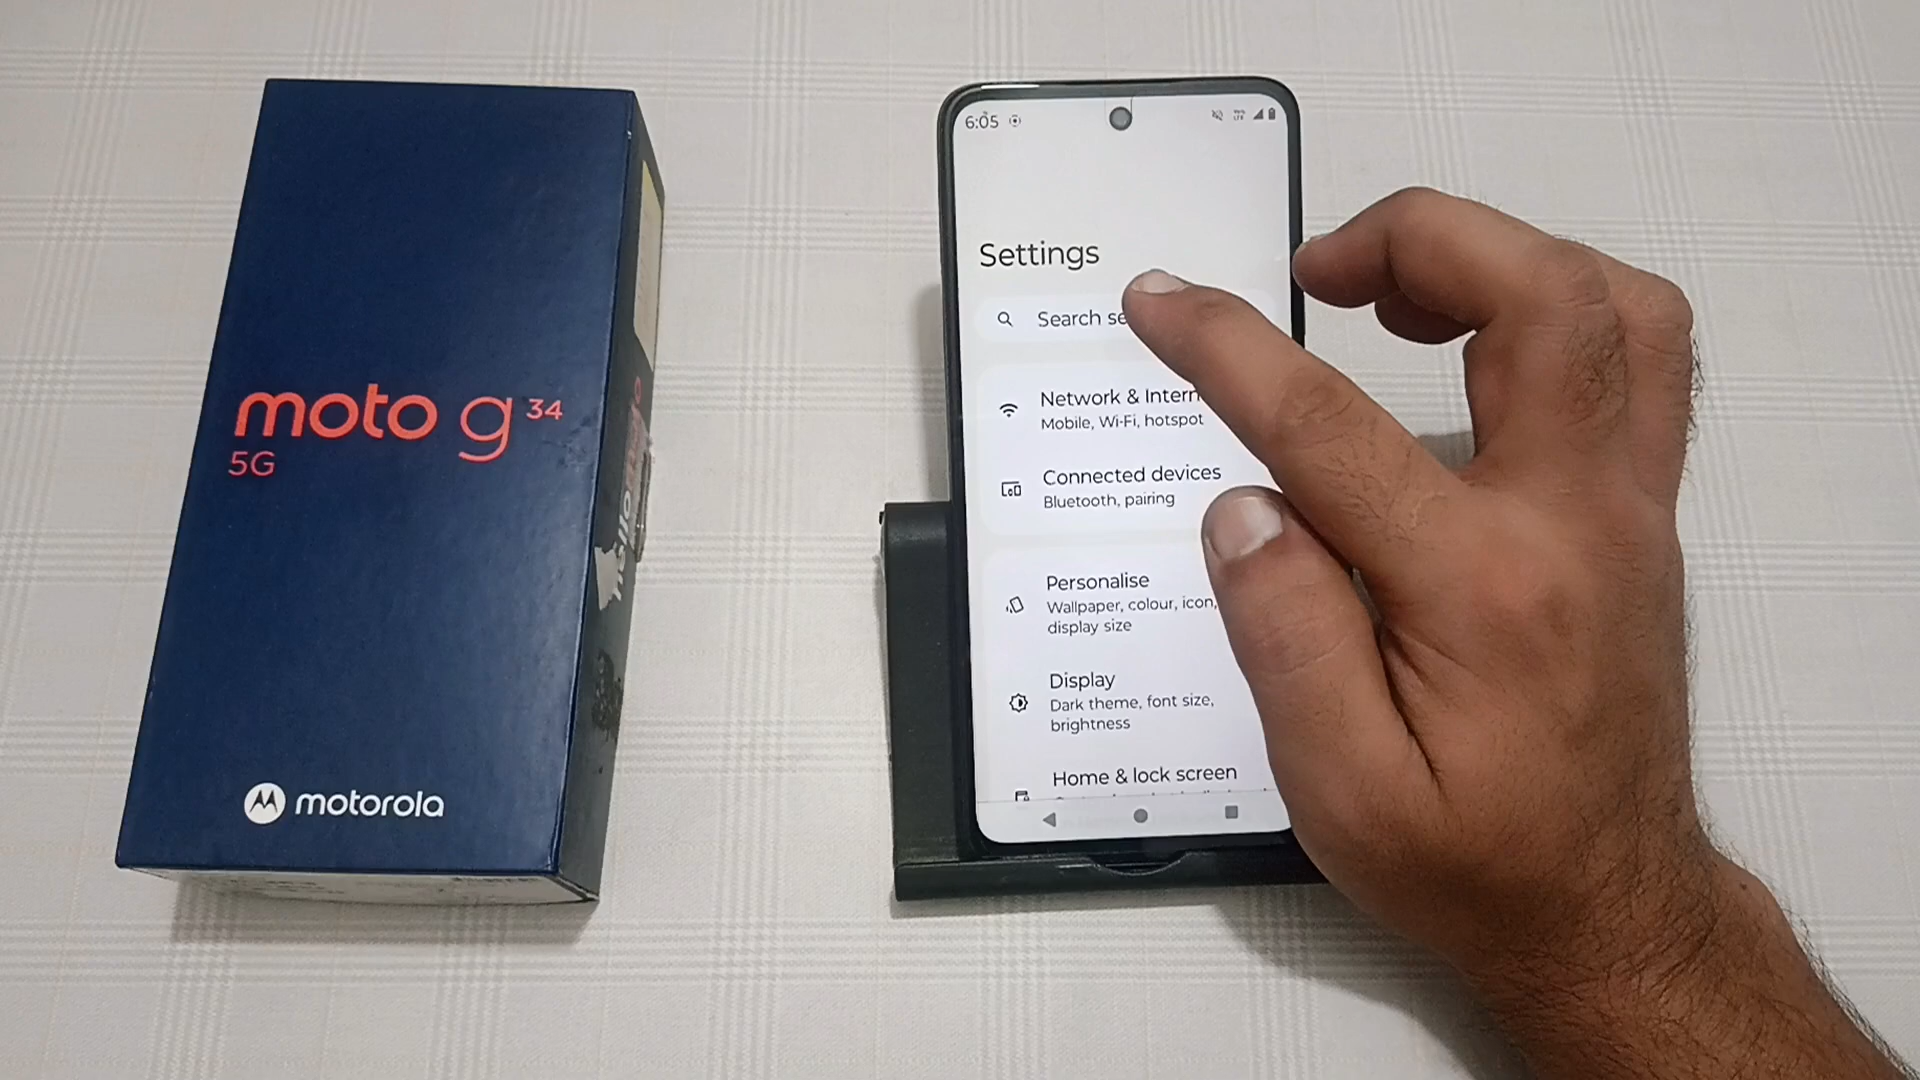 moto g 34
5G
motorola
hellomoto
6:05
Settings
Search se
Network & Intern
Mobile, Wi-Fi, hotspot
Connected devices
Bluetooth, pairing
Personalise
Wallpaper, colour, icon,
display size
Display
Dark theme, font size,
brightness
Home & lock screen